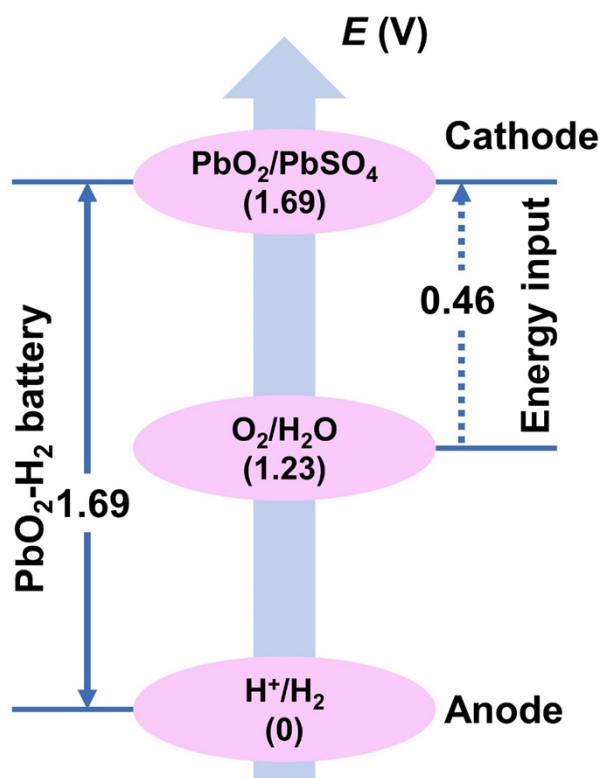 E (V)
Cathode
PbO₂/PbSO₄
(1.69)
PbO₂-H₂ battery
1.69
0.46
Energy input
O₂/H₂O
(1.23)
H⁺/H₂
(0)
Anode